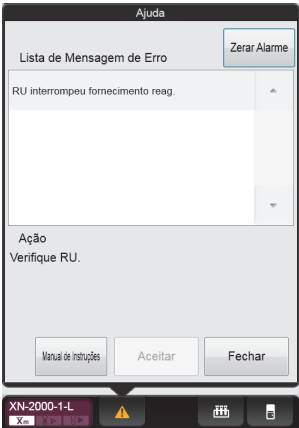 Ajuda
Zerar Alarme
Lista de Mensagem de Erro
RU interrompeu fornecimento reag.
Ação
Verifique RU.
Manual de Instruções
Aceitar
Fechar
XN-2000-1-L
Xm